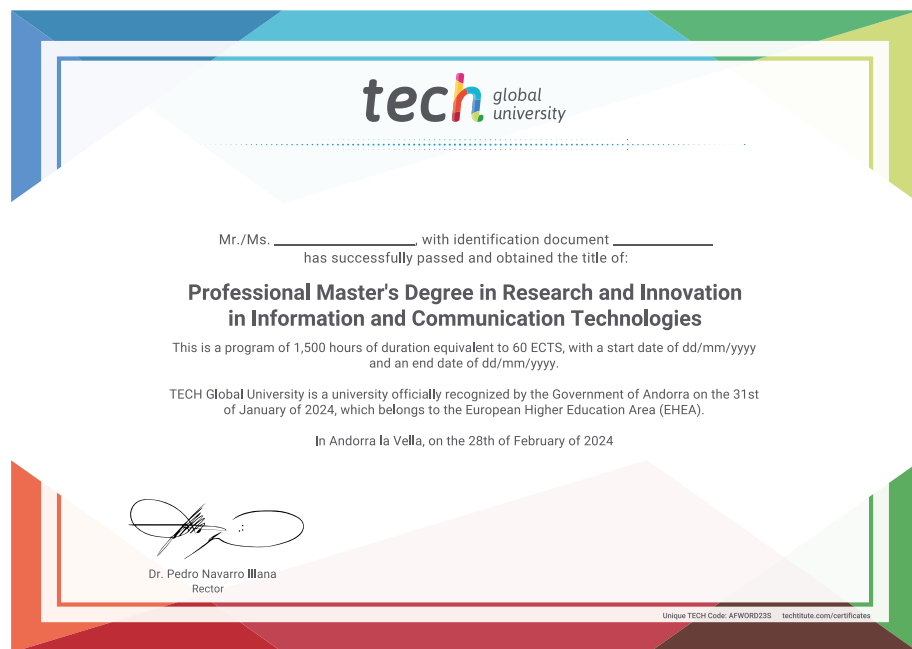 tech global
university
Mr./Ms. ____________, with identification document ____________
has successfully passed and obtained the title of:
Professional Master's Degree in Research and Innovation
in Information and Communication Technologies
This is a program of 1,500 hours of duration equivalent to 60 ECTS, with a start date of dd/mm/yyyy
and an end date of dd/mm/yyyy.
TECH Global University is a university officially recognized by the Government of Andorra on the 31st
of January of 2024, which belongs to the European Higher Education Area (EHEA).
In Andorra la Vella, on the 28th of February of 2024
Dr. Pedro Navarro Illana
Rector
Unique TECH Code: AFWORD23S techtitute.com/certificates